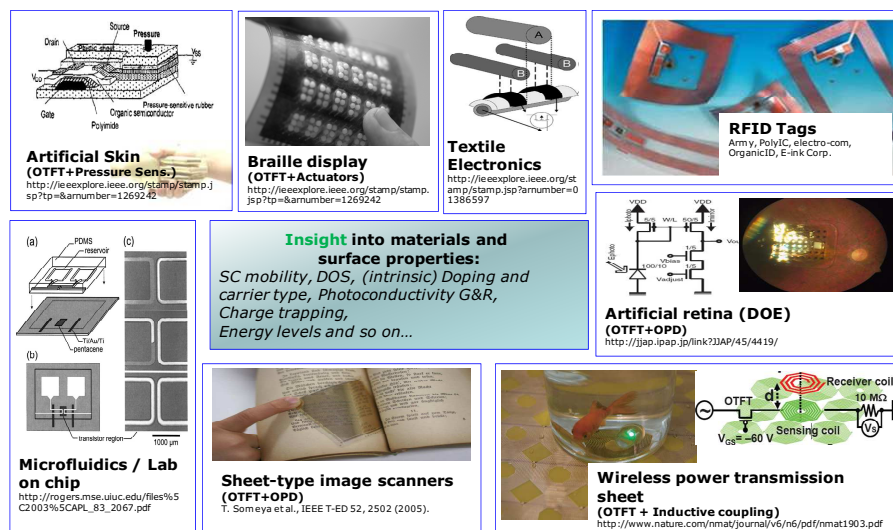 Drain
Source
Plastic sheet
Pressure
VSS
VDD
Gate
Polyimide
Organic semiconductor
Pressure-sensitive rubber
Artificial Skin
(OTFT+Pressure Sens.)
http://ieeexplore.ieee.org/stamp/stamp.j
sp?tp=&arnumber=1269242
Braille display
(OTFT+Actuators)
http://ieeexplore.ieee.org/stamp/stamp.
jsp?tp=&arnumber=1269242
A
B
B
Textile
Electronics
http://ieeexplore.ieee.org/st
amp/stamp.jsp?arnumber=0
1386597
RFID Tags
Army, PolyIC, electro-com,
OrganicID, E-ink Corp.
(a)
PDMS
reservoir
(c)
Ti/Au/Ti
pentacene
(b)
transistor region
1000 µm
Microfluidics / Lab
on chip
http://rogers.mse.uiuc.edu/files%5
C2003%5CAPL_83_2067.pdf
Insight into materials and
surface properties:
SC mobility, DOS, (intrinsic) Doping and
carrier type, Photoconductivity G&R,
Charge trapping,
Energy levels and so on…
VDD
VDD
5/5
W/L
50/5
1/5
Vbias
100/10
1/5
Vadjust
Artificial retina (DOE)
(OTFT+OPD)
http://jjap.ipap.jp/link?JJAP/45/4419/
Sheet-type image scanners
(OTFT+OPD)
T. Someya et al., IEEE T-ED 52, 2502 (2005).
Receiver coil
OTFT
d
10 MΩ
VGS= −60 V
Sensing coil
VS
Wireless power transmission
sheet
(OTFT + Inductive coupling)
http://www.nature.com/nmat/journal/v6/n6/pdf/nmat1903.pdf